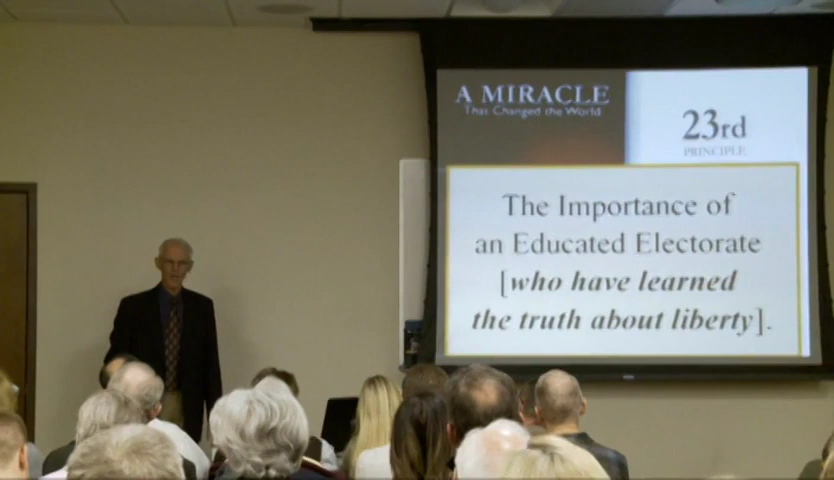 A MIRACLE
That Changed the World
23rd
PRINCIPLE
The Importance of
an Educated Electorate
[who have learned
the truth about liberty].